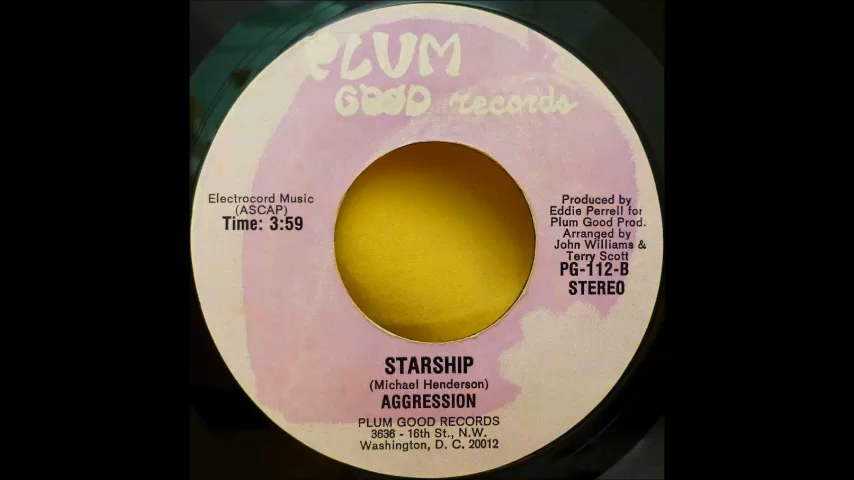 PLUM
GOOD records
Electrocord Music
(ASCAP)
Time: 3:59
Produced by
Eddie Perrell for
Plum Good Prod.
Arranged by
John Williams &
Terry Scott
PG-112-B
STEREO
STARSHIP
(Michael Henderson)
AGGRESSION
PLUM GOOD RECORDS
3636 - 16th St., N.W.
Washington, D. C. 20012